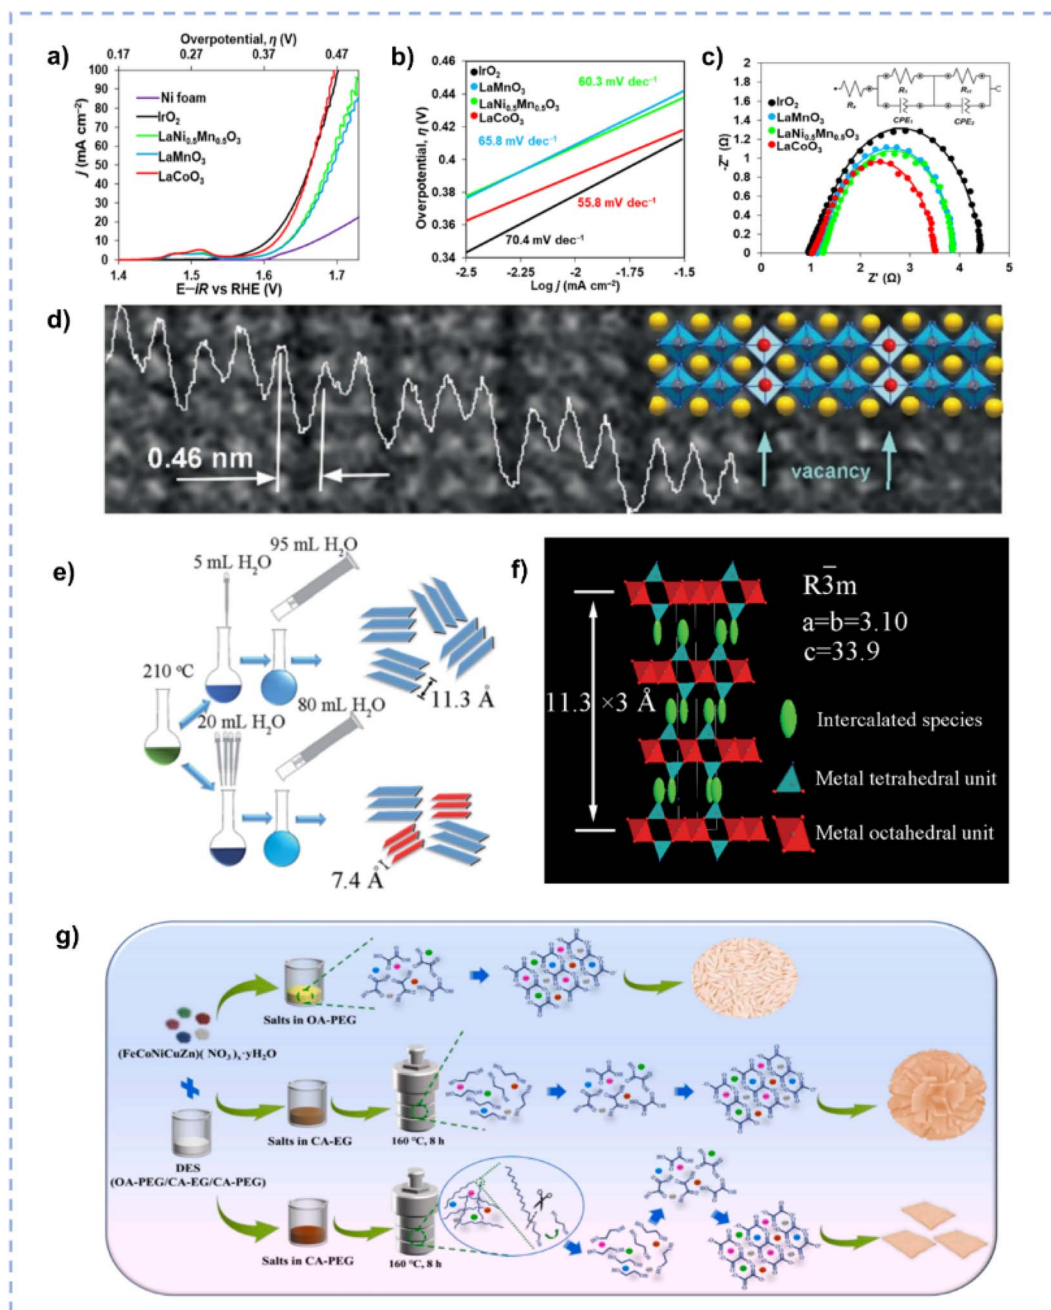 a)
Overpotential, η (V)
0.17 0.27 0.37 0.47
100
90
80
70
60
50
40
30
20
10
0
j (mA cm⁻²)
Ni foam
IrO₂
LaNi₀.₅Mn₀.₅O₃
LaMnO₃
LaCoO₃
1.4 1.5 1.6 1.7
E–iR vs RHE (V)
b)
0.46
0.44
0.42
0.4
0.38
0.36
0.34
Overpotential, η (V)
IrO₂
LaMnO₃
LaNi₀.₅Mn₀.₅O₃
LaCoO₃
60.3 mV dec⁻¹
65.8 mV dec⁻¹
55.8 mV dec⁻¹
70.4 mV dec⁻¹
-2.5 -2.25 -2 -1.75 -1.5
Log j (mA cm⁻²)
c)
-2
-1.8
-1.6
-1.4
-1.2
-1
-0.8
-0.6
-0.4
-0.2
0
-Z" (Ω)
IrO₂
LaMnO₃
LaNi₀.₅Mn₀.₅O₃
LaCoO₃
CPE₁ CPE₂
0 1 2 3 4 5
Z' (Ω)
d)
0.46 nm
vacancy
e)
5 mL H₂O
95 mL H₂O
210 °C
11.3 Å
20 mL H₂O
80 mL H₂O
7.4 Å
f)
R3̅m
a=b=3.10
c=33.9
11.3 ×3 Å
Intercalated species
Metal tetrahedral unit
Metal octahedral unit
g)
Salts in OA-PEG
(FeCoNiCuZn)( NO₃)ₓ·yH₂O
Salts in CA-EG
160 °C, 8 h
DES
(OA-PEG/CA-EG/CA-PEG)
Salts in CA-PEG
160 °C, 8 h